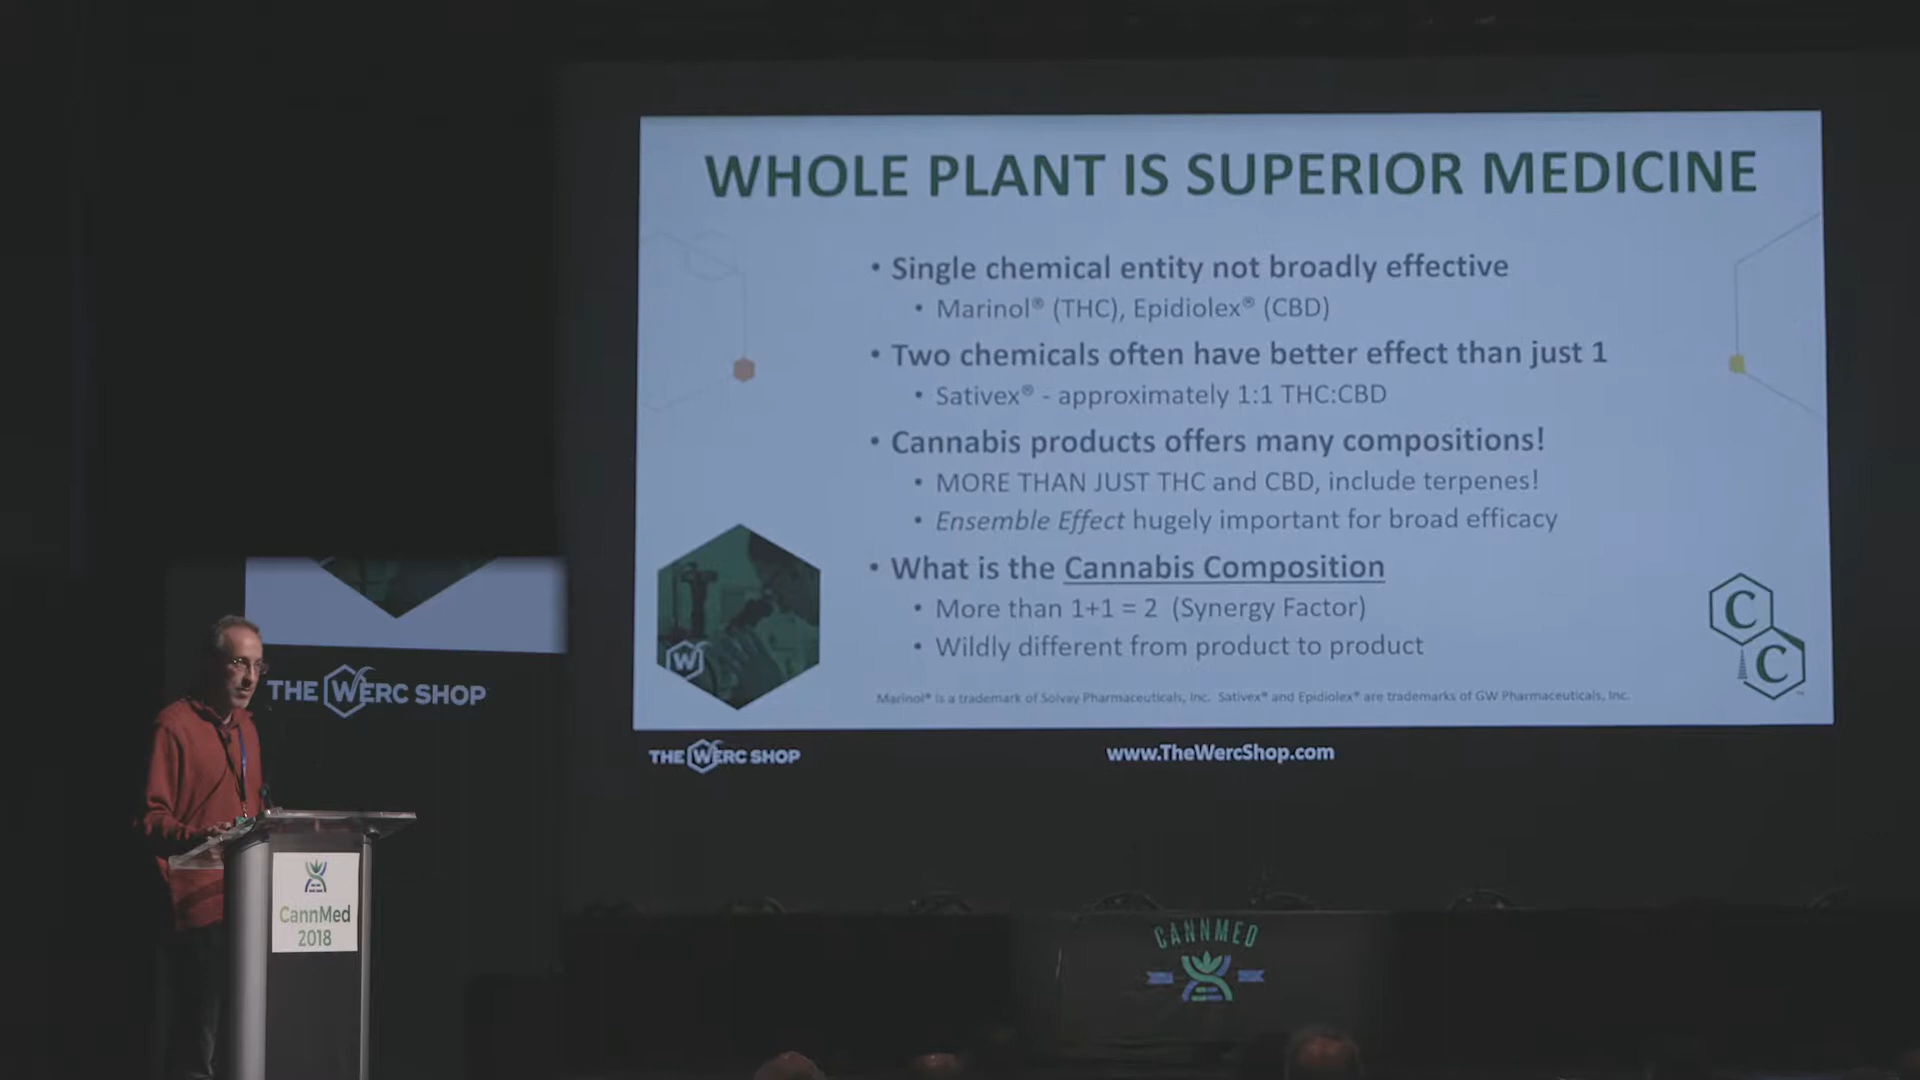 WHOLE PLANT IS SUPERIOR MEDICINE
• Single chemical entity not broadly effective
• Marinol® (THC), Epidiolex® (CBD)
• Two chemicals often have better effect than just 1
• Sativex® - approximately 1:1 THC:CBD
• Cannabis products offers many compositions!
• MORE THAN JUST THC and CBD, include terpenes!
• Ensemble Effect hugely important for broad efficacy
• What is the Cannabis Composition
• More than 1+1 = 2 (Synergy Factor)
• Wildly different from product to product
Marinol® is a trademark of Solvay Pharmaceuticals, Inc. Sativex® and Epidiolex® are trademarks of GW Pharmaceuticals, Inc.
W
C
C
THE WERC SHOP
www.TheWercShop.com
THE WERC SHOP
CannMed
2018
CANNMED